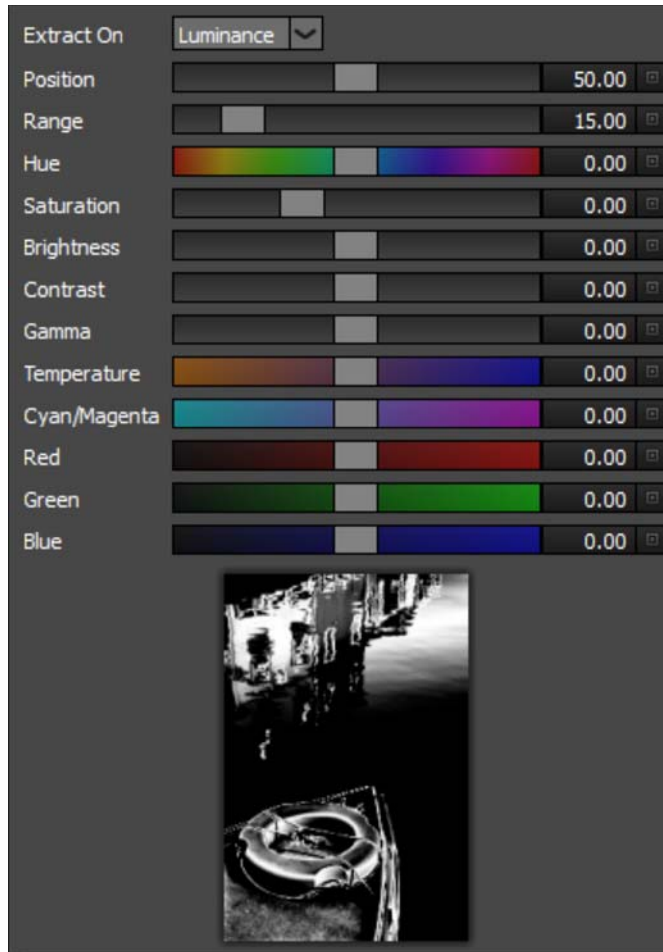 Extract On Luminance
Position 50.00
Range 15.00
Hue 0.00
Saturation 0.00
Brightness 0.00
Contrast 0.00
Gamma 0.00
Temperature 0.00
Cyan/Magenta 0.00
Red 0.00
Green 0.00
Blue 0.00